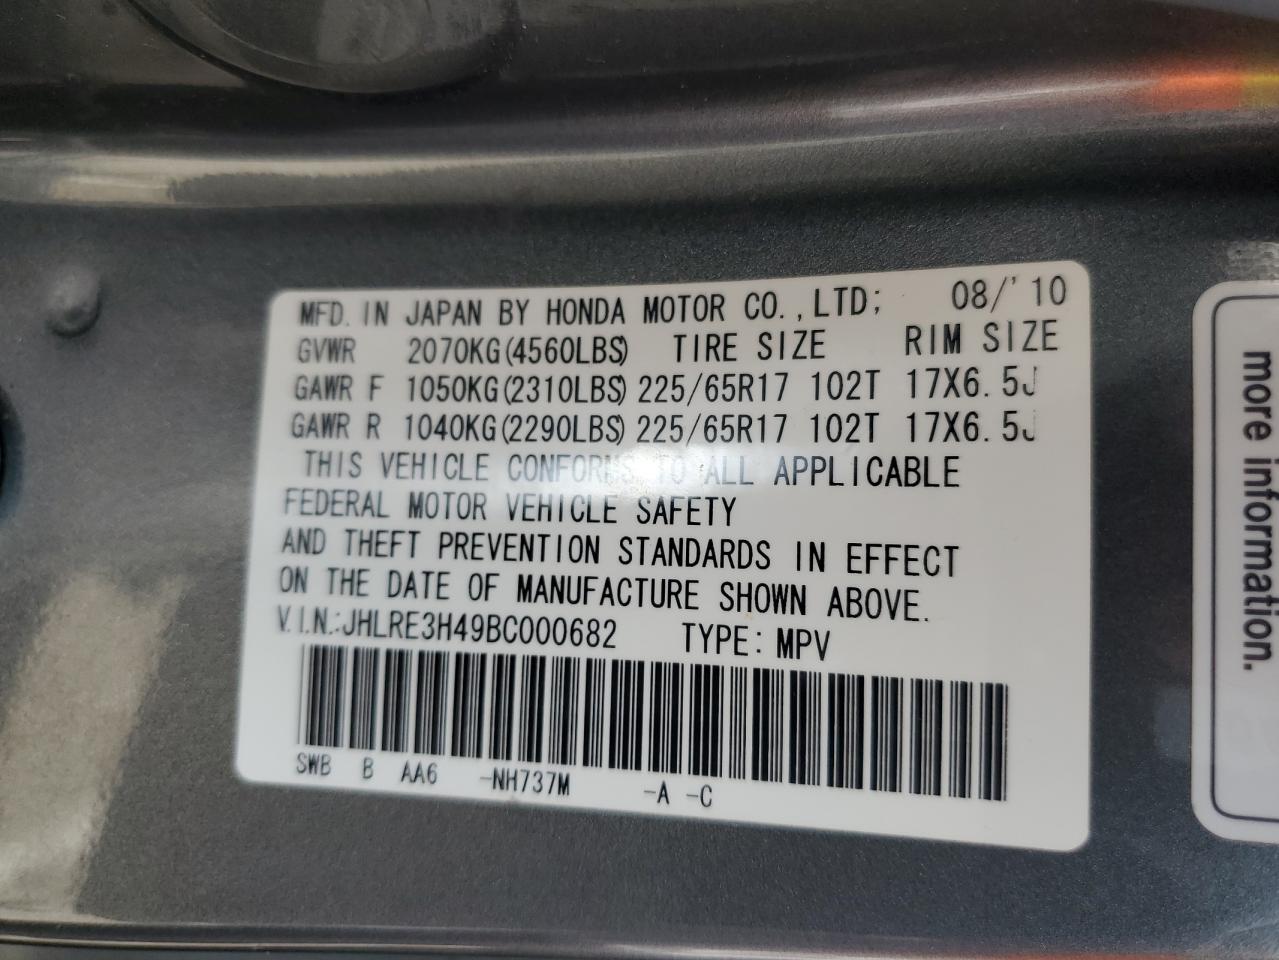 MFD. IN JAPAN BY HONDA MOTOR CO.,LTD; 08/'10
GVWR 2070KG(4560LBS) TIRE SIZE RIM SIZE
GAWR F 1050KG(2310LBS) 225/65R17 102T 17X6.5J
GAWR R 1040KG(2290LBS) 225/65R17 102T 17X6.5J
THIS VEHICLE CONFORMS TO ALL APPLICABLE
FEDERAL MOTOR VEHICLE SAFETY
AND THEFT PREVENTION STANDARDS IN EFFECT
ON THE DATE OF MANUFACTURE SHOWN ABOVE.
V.I.N.:JHLRE3H49BC000682 TYPE: MPV
SWB B AA6 -NH737M -A -C
more information.